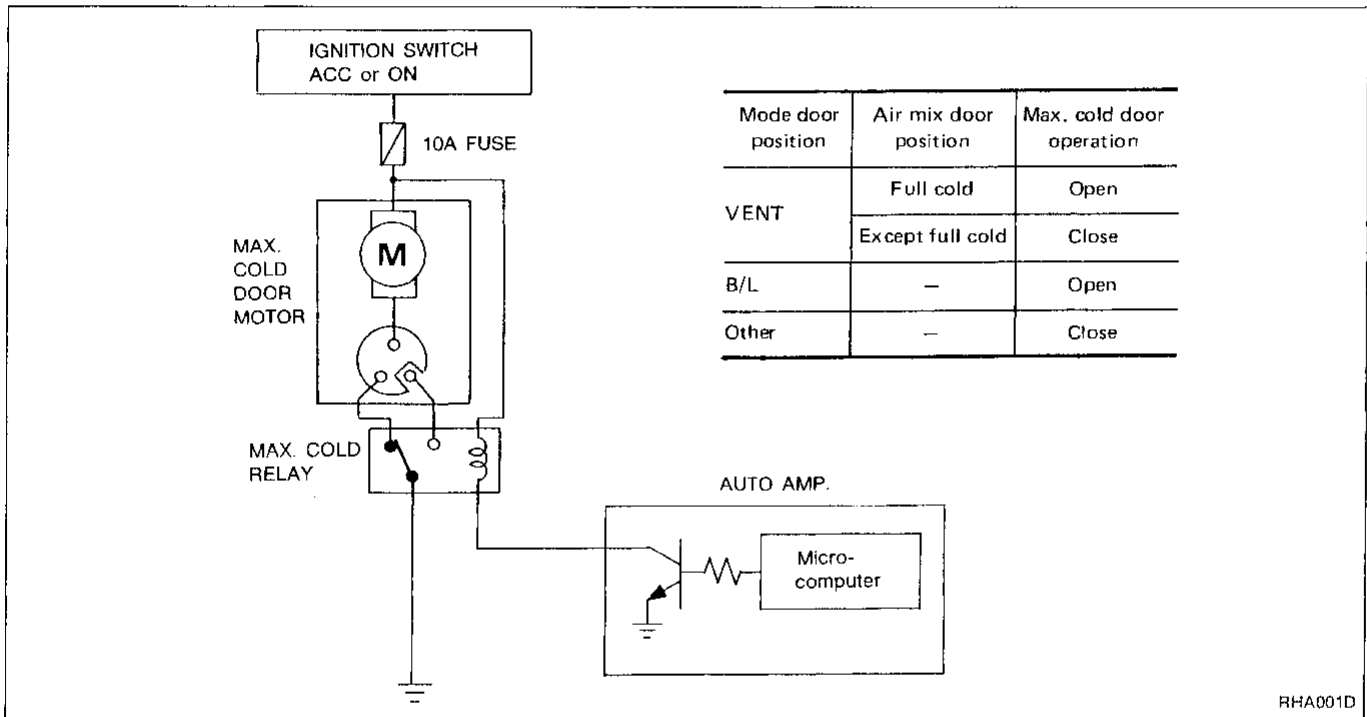 IGNITION SWITCH
ACC or ON
10A FUSE
MAX.
COLD
DOOR
MOTOR
M
MAX. COLD
RELAY
AUTO AMP.
Micro-
computer
Mode door
position
Air mix door
position
Max. cold door
operation
VENT
Full cold
Open
Except full cold
Close
B/L
–
Open
Other
–
Close
RHA001D